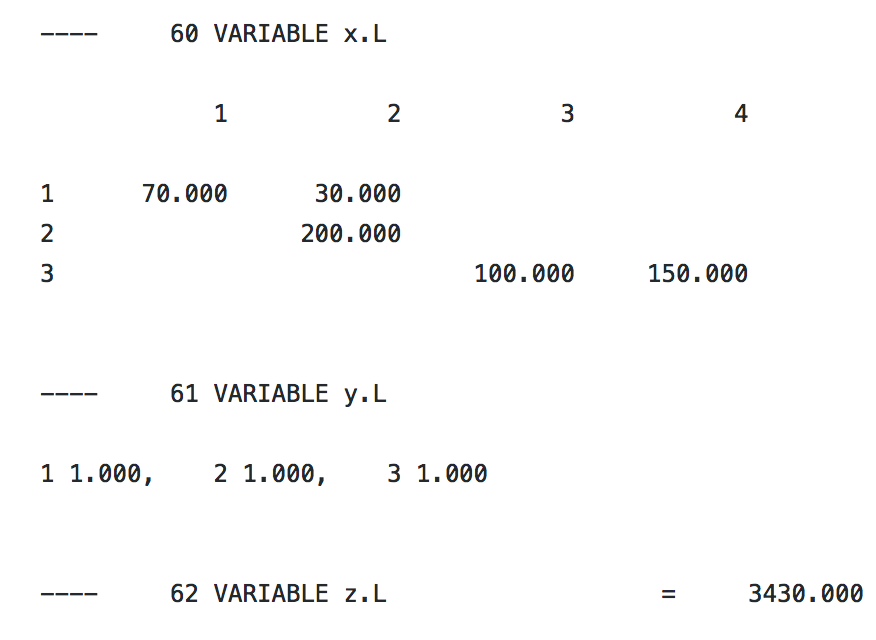 ----     60 VARIABLE x.L
            1           2           3           4
1      70.000      30.000
2                 200.000
3                             100.000     150.000
----     61 VARIABLE y.L
1 1.000,    2 1.000,    3 1.000
----     62 VARIABLE z.L                   =     3430.000